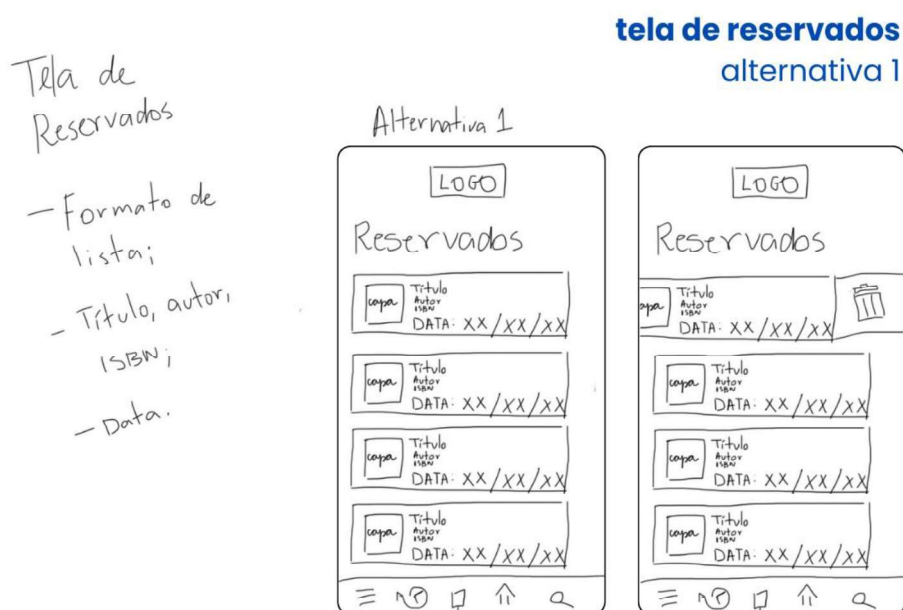 tela de reservados
alternativa 1
Tela de
Reservados
- Formato de
lista;
- Título, autor,
ISBN;
- Data.
Alternativa 1
LOGO
Reservados
capa
Título
Autor
ISBN
DATA: XX/XX/XX
capa
Título
Autor
ISBN
DATA: XX/XX/XX
capa
Título
Autor
ISBN
DATA: XX/XX/XX
capa
Título
Autor
ISBN
DATA: XX/XX/XX
LOGO
Reservados
apa
Título
Autor
ISBN
DATA: XX/XX/XX
capa
Título
Autor
ISBN
DATA: XX/XX/XX
capa
Título
Autor
ISBN
DATA: XX/XX/XX
capa
Título
Autor
ISBN
DATA: XX/XX/XX